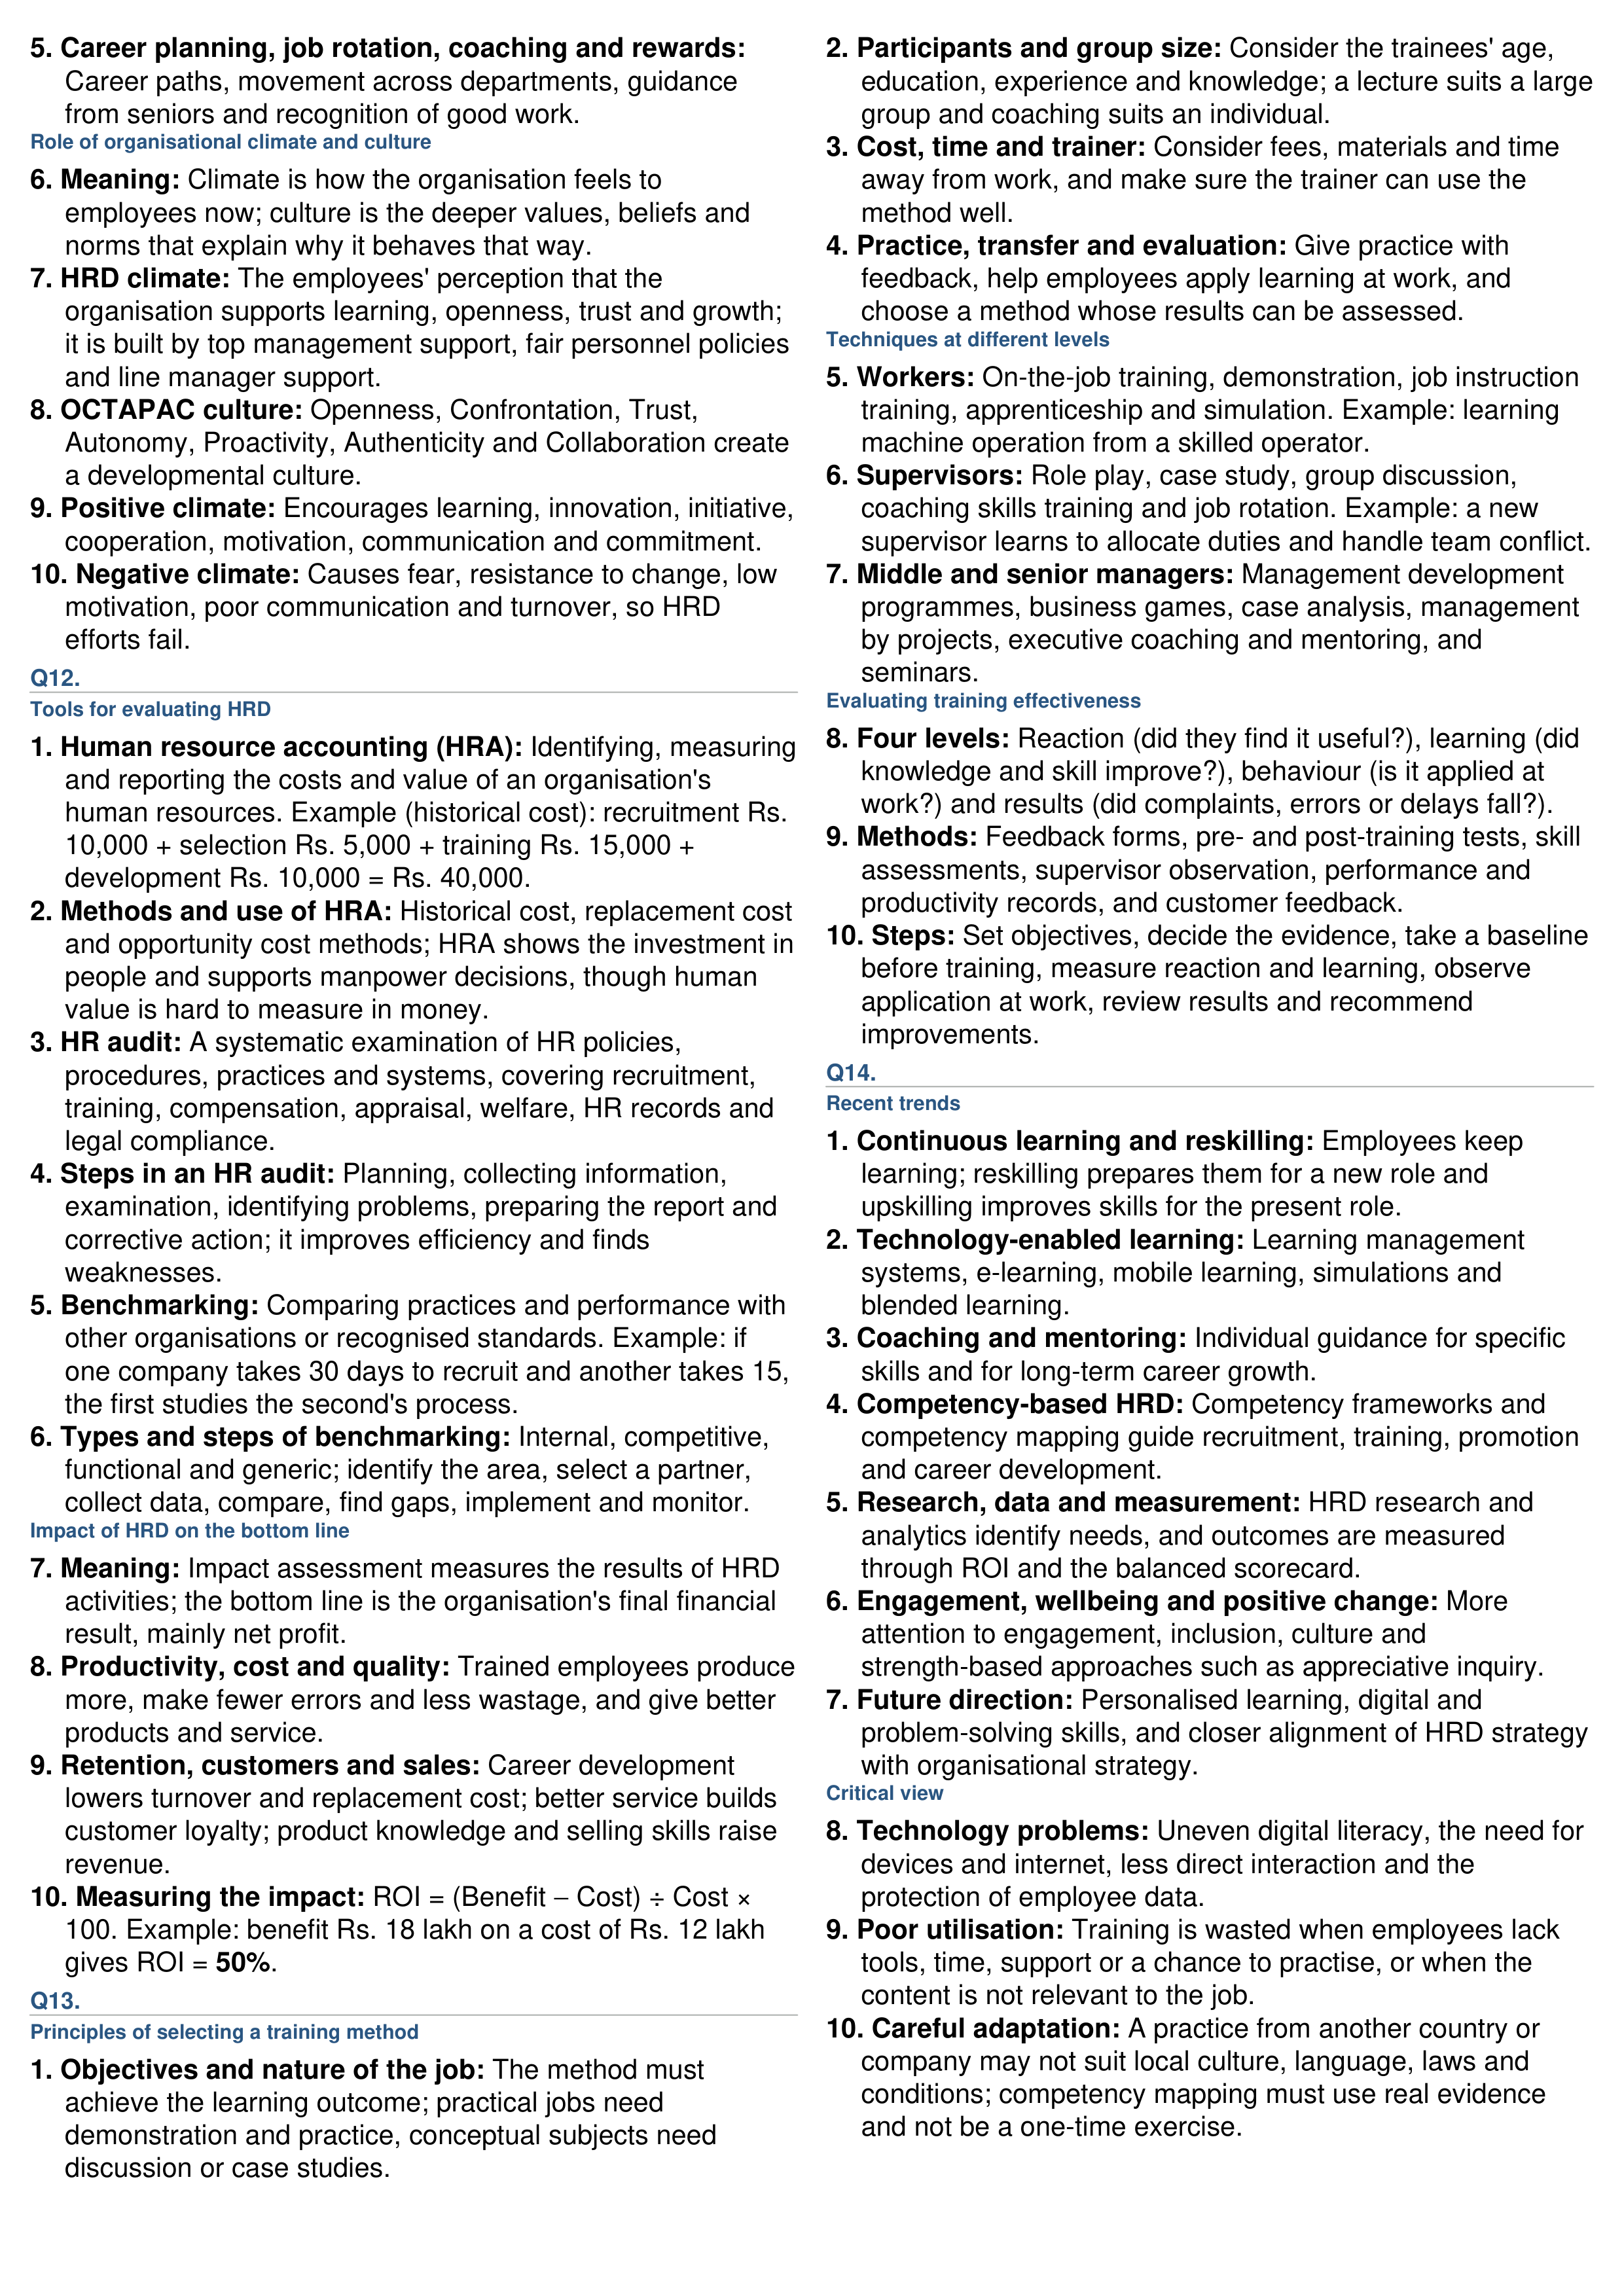 5. Career planning, job rotation, coaching and rewards:
Career paths, movement across departments, guidance
from seniors and recognition of good work.
Role of organisational climate and culture
6. Meaning: Climate is how the organisation feels to
employees now; culture is the deeper values, beliefs and
norms that explain why it behaves that way.
7. HRD climate: The employees' perception that the
organisation supports learning, openness, trust and growth;
it is built by top management support, fair personnel policies
and line manager support.
8. OCTAPAC culture: Openness, Confrontation, Trust,
Autonomy, Proactivity, Authenticity and Collaboration create
a developmental culture.
9. Positive climate: Encourages learning, innovation, initiative,
cooperation, motivation, communication and commitment.
10. Negative climate: Causes fear, resistance to change, low
motivation, poor communication and turnover, so HRD
efforts fail.
Q12.
Tools for evaluating HRD
1. Human resource accounting (HRA): Identifying, measuring
and reporting the costs and value of an organisation's
human resources. Example (historical cost): recruitment Rs.
10,000 + selection Rs. 5,000 + training Rs. 15,000 +
development Rs. 10,000 = Rs. 40,000.
2. Methods and use of HRA: Historical cost, replacement cost
and opportunity cost methods; HRA shows the investment in
people and supports manpower decisions, though human
value is hard to measure in money.
3. HR audit: A systematic examination of HR policies,
procedures, practices and systems, covering recruitment,
training, compensation, appraisal, welfare, HR records and
legal compliance.
4. Steps in an HR audit: Planning, collecting information,
examination, identifying problems, preparing the report and
corrective action; it improves efficiency and finds
weaknesses.
5. Benchmarking: Comparing practices and performance with
other organisations or recognised standards. Example: if
one company takes 30 days to recruit and another takes 15,
the first studies the second's process.
6. Types and steps of benchmarking: Internal, competitive,
functional and generic; identify the area, select a partner,
collect data, compare, find gaps, implement and monitor.
Impact of HRD on the bottom line
7. Meaning: Impact assessment measures the results of HRD
activities; the bottom line is the organisation's final financial
result, mainly net profit.
8. Productivity, cost and quality: Trained employees produce
more, make fewer errors and less wastage, and give better
products and service.
9. Retention, customers and sales: Career development
lowers turnover and replacement cost; better service builds
customer loyalty; product knowledge and selling skills raise
revenue.
10. Measuring the impact: ROI = (Benefit – Cost) ÷ Cost ×
100. Example: benefit Rs. 18 lakh on a cost of Rs. 12 lakh
gives ROI = 50%.
Q13.
Principles of selecting a training method
1. Objectives and nature of the job: The method must
achieve the learning outcome; practical jobs need
demonstration and practice, conceptual subjects need
discussion or case studies.
2. Participants and group size: Consider the trainees' age,
education, experience and knowledge; a lecture suits a large
group and coaching suits an individual.
3. Cost, time and trainer: Consider fees, materials and time
away from work, and make sure the trainer can use the
method well.
4. Practice, transfer and evaluation: Give practice with
feedback, help employees apply learning at work, and
choose a method whose results can be assessed.
Techniques at different levels
5. Workers: On-the-job training, demonstration, job instruction
training, apprenticeship and simulation. Example: learning
machine operation from a skilled operator.
6. Supervisors: Role play, case study, group discussion,
coaching skills training and job rotation. Example: a new
supervisor learns to allocate duties and handle team conflict.
7. Middle and senior managers: Management development
programmes, business games, case analysis, management
by projects, executive coaching and mentoring, and
seminars.
Evaluating training effectiveness
8. Four levels: Reaction (did they find it useful?), learning (did
knowledge and skill improve?), behaviour (is it applied at
work?) and results (did complaints, errors or delays fall?).
9. Methods: Feedback forms, pre- and post-training tests, skill
assessments, supervisor observation, performance and
productivity records, and customer feedback.
10. Steps: Set objectives, decide the evidence, take a baseline
before training, measure reaction and learning, observe
application at work, review results and recommend
improvements.
Q14.
Recent trends
1. Continuous learning and reskilling: Employees keep
learning; reskilling prepares them for a new role and
upskilling improves skills for the present role.
2. Technology-enabled learning: Learning management
systems, e-learning, mobile learning, simulations and
blended learning.
3. Coaching and mentoring: Individual guidance for specific
skills and for long-term career growth.
4. Competency-based HRD: Competency frameworks and
competency mapping guide recruitment, training, promotion
and career development.
5. Research, data and measurement: HRD research and
analytics identify needs, and outcomes are measured
through ROI and the balanced scorecard.
6. Engagement, wellbeing and positive change: More
attention to engagement, inclusion, culture and
strength-based approaches such as appreciative inquiry.
7. Future direction: Personalised learning, digital and
problem-solving skills, and closer alignment of HRD strategy
with organisational strategy.
Critical view
8. Technology problems: Uneven digital literacy, the need for
devices and internet, less direct interaction and the
protection of employee data.
9. Poor utilisation: Training is wasted when employees lack
tools, time, support or a chance to practise, or when the
content is not relevant to the job.
10. Careful adaptation: A practice from another country or
company may not suit local culture, language, laws and
conditions; competency mapping must use real evidence
and not be a one-time exercise.